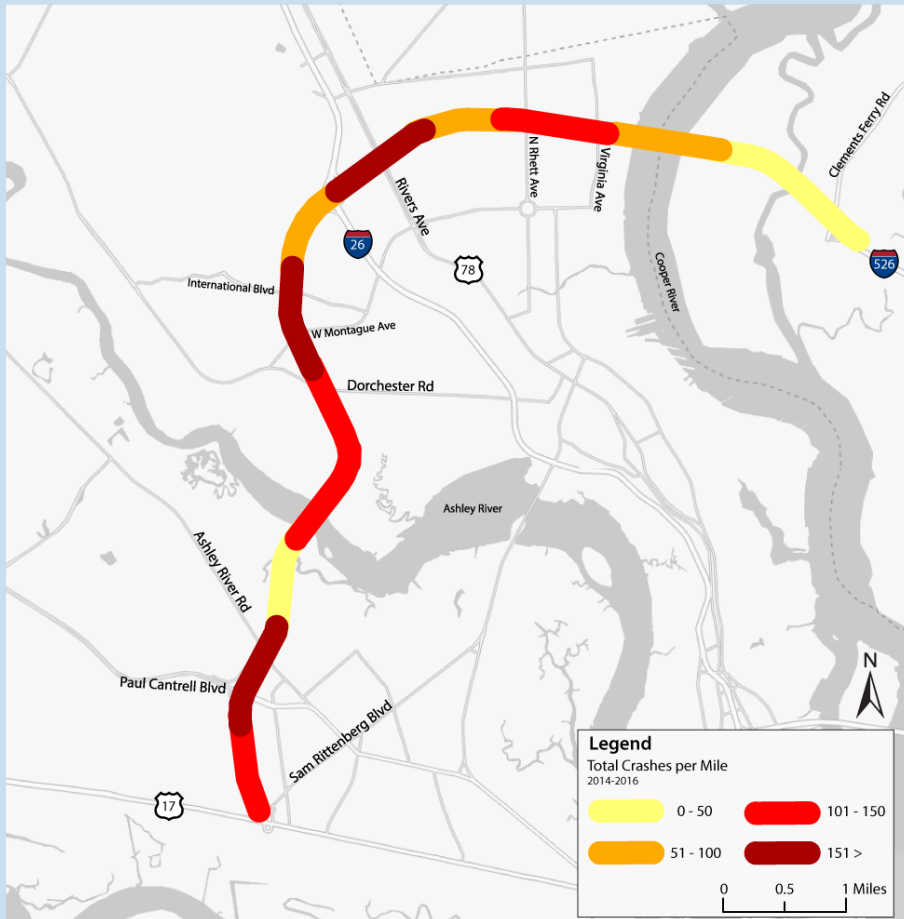 Clements Ferry Rd
N Rhett Ave
Virginia Ave
Rivers Ave
26
78
526
Cooper River
International Blvd
W Montague Ave
Dorchester Rd
Ashley River
Ashley River Rd
Paul Cantrell Blvd
Sam Rittenberg Blvd
17
N
Legend
Total Crashes per Mile
2014-2016
0 - 50
101 - 150
51 - 100
151 >
0 0.5 1 Miles